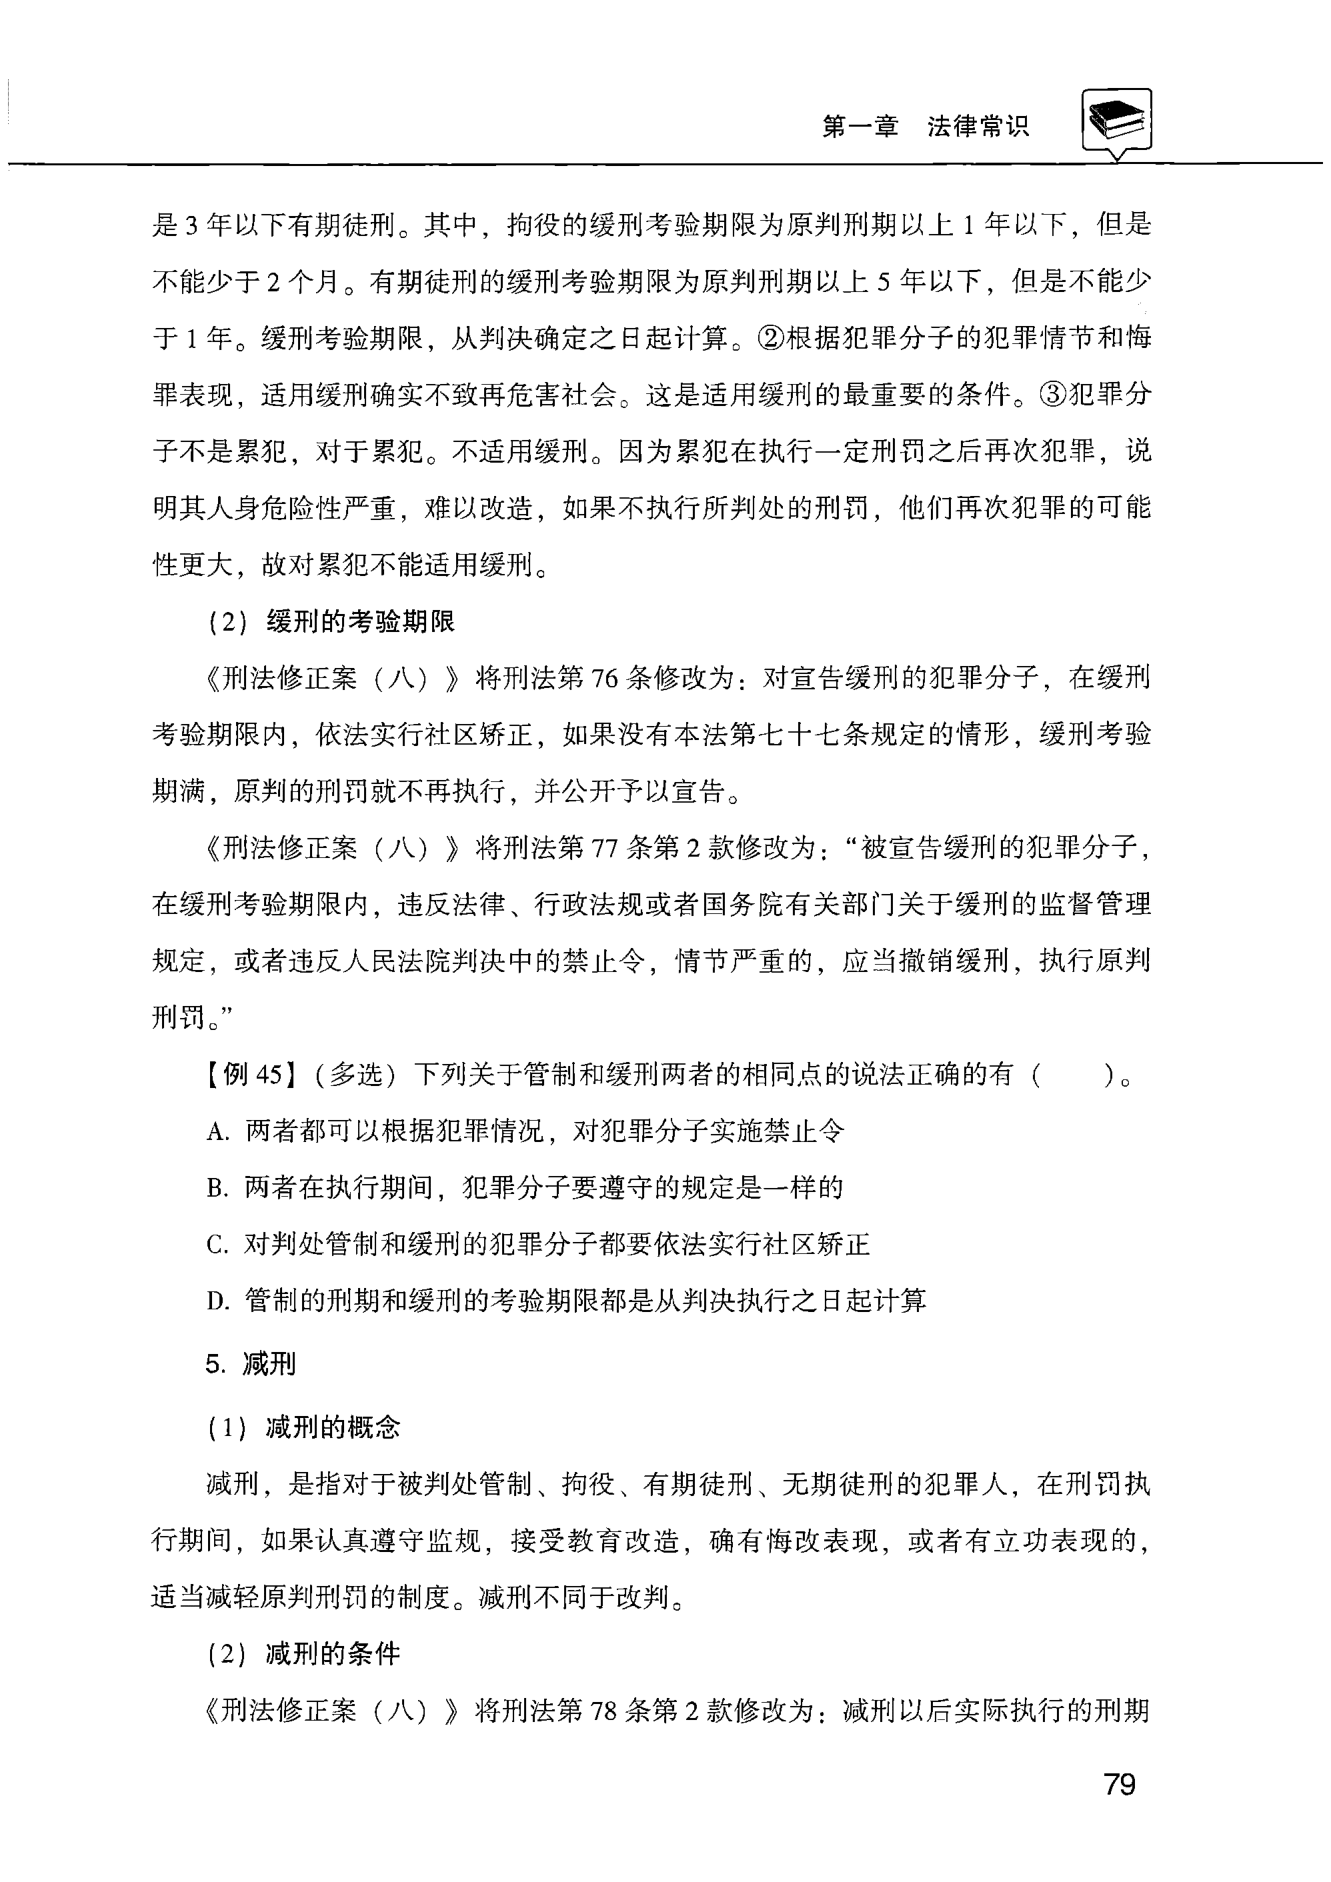 第一章　法律常识
是 3 年以下有期徒刑。其中，拘役的缓刑考验期限为原判刑期以上 1 年以下，但是
不能少于 2 个月。有期徒刑的缓刑考验期限为原判刑期以上 5 年以下，但是不能少
于 1 年。缓刑考验期限，从判决确定之日起计算。②根据犯罪分子的犯罪情节和悔
罪表现，适用缓刑确实不致再危害社会。这是适用缓刑的最重要的条件。③犯罪分
子不是累犯，对于累犯。不适用缓刑。因为累犯在执行一定刑罚之后再次犯罪，说
明其人身危险性严重，难以改造，如果不执行所判处的刑罚，他们再次犯罪的可能
性更大，故对累犯不能适用缓刑。
（2）缓刑的考验期限
《刑法修正案（八）》将刑法第 76 条修改为：对宣告缓刑的犯罪分子，在缓刑
考验期限内，依法实行社区矫正，如果没有本法第七十七条规定的情形，缓刑考验
期满，原判的刑罚就不再执行，并公开予以宣告。
《刑法修正案（八）》将刑法第 77 条第 2 款修改为：“被宣告缓刑的犯罪分子，
在缓刑考验期限内，违反法律、行政法规或者国务院有关部门关于缓刑的监督管理
规定，或者违反人民法院判决中的禁止令，情节严重的，应当撤销缓刑，执行原判
刑罚。”
【例 45】（多选）下列关于管制和缓刑两者的相同点的说法正确的有（　　）。
A. 两者都可以根据犯罪情况，对犯罪分子实施禁止令
B. 两者在执行期间，犯罪分子要遵守的规定是一样的
C. 对判处管制和缓刑的犯罪分子都要依法实行社区矫正
D. 管制的刑期和缓刑的考验期限都是从判决执行之日起计算
5. 减刑
（1）减刑的概念
减刑，是指对于被判处管制、拘役、有期徒刑、无期徒刑的犯罪人，在刑罚执
行期间，如果认真遵守监规，接受教育改造，确有悔改表现，或者有立功表现的，
适当减轻原判刑罚的制度。减刑不同于改判。
（2）减刑的条件
《刑法修正案（八）》将刑法第 78 条第 2 款修改为：减刑以后实际执行的刑期
79